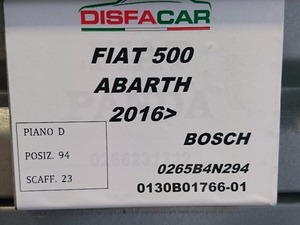 DISFACAR
FIAT 500
ABARTH
2016>
BOSCH
PIANO D
POSIZ. 94
SCAFF. 23
0265B4N294
0130B01766-01